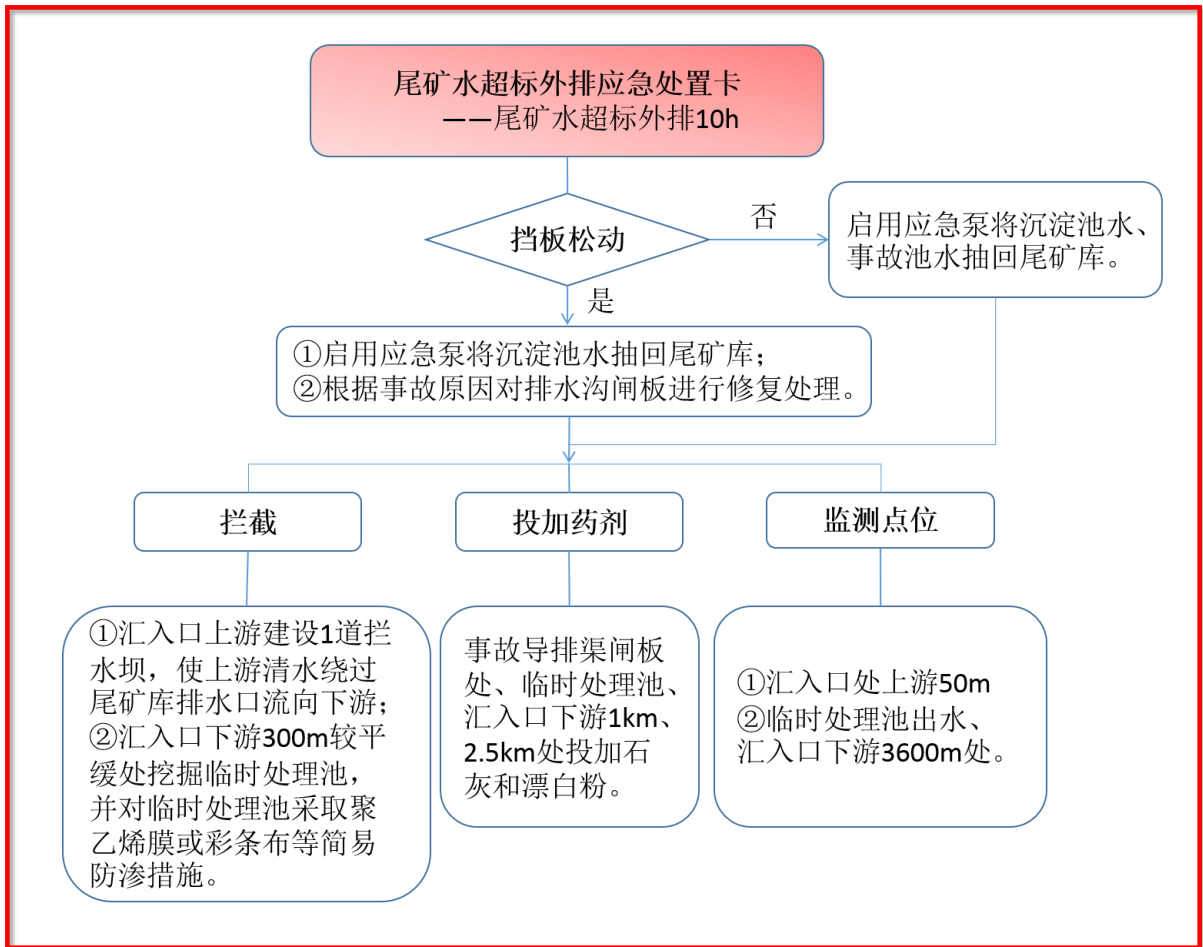 尾矿水超标外排应急处置卡
——尾矿水超标外排10h
挡板松动
否
启用应急泵将沉淀池水、
事故池水抽回尾矿库。
是
①启用应急泵将沉淀池水抽回尾矿库；
②根据事故原因对排水沟闸板进行修复处理。
拦截
投加药剂
监测点位
①汇入口上游建设1道拦
水坝，使上游清水绕过
尾矿库排水口流向下游；
②汇入口下游300m较平
缓处挖掘临时处理池，
并对临时处理池采取聚
乙烯膜或彩条布等简易
防渗措施。
事故导排渠闸板
处、临时处理池、
汇入口下游1km、
2.5km处投加石
灰和漂白粉。
①汇入口处上游50m
②临时处理池出水、
汇入口下游3600m处。